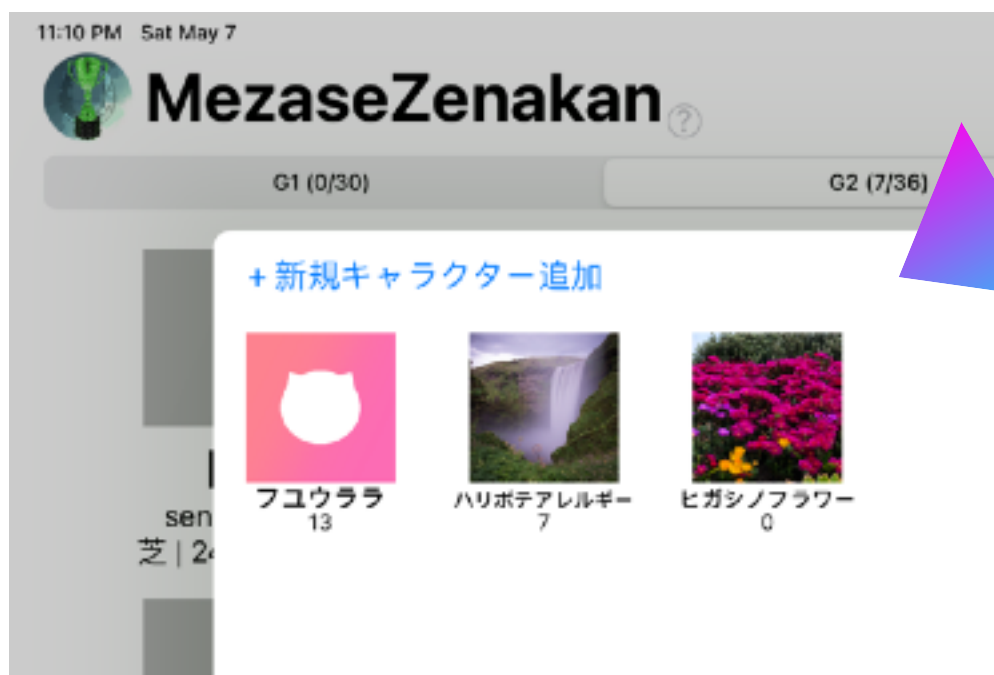 11:10 PM Sat May 7
MezaseZenakan ?
G1 (0/30)
G2 (7/36)
+ 新規キャラクター追加
フユウララ
13
ハリボテアレルギー
7
ヒガシノフラワー
0
sen
芝 | 24